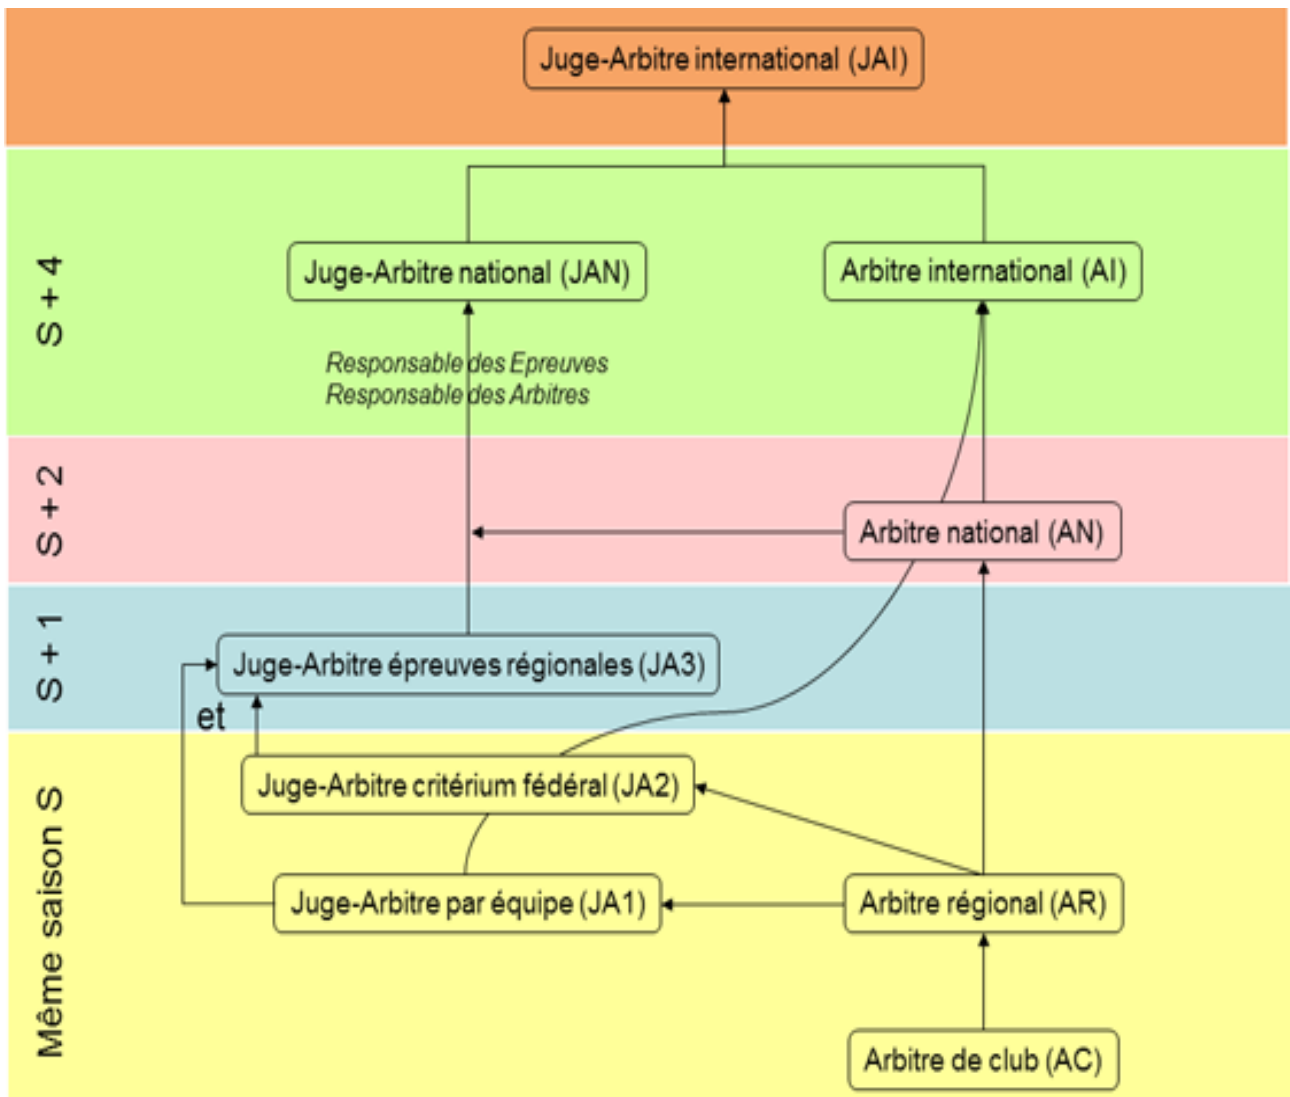 Juge-Arbitre international (JAI)
S + 4
Juge-Arbitre national (JAN)
Arbitre international (AI)
Responsable des Epreuves
Responsable des Arbitres
S + 2
Arbitre national (AN)
S + 1
Juge-Arbitre épreuves régionales (JA3)
et
Même saison S
Juge-Arbitre critérium fédéral (JA2)
Juge-Arbitre par équipe (JA1)
Arbitre régional (AR)
Arbitre de club (AC)